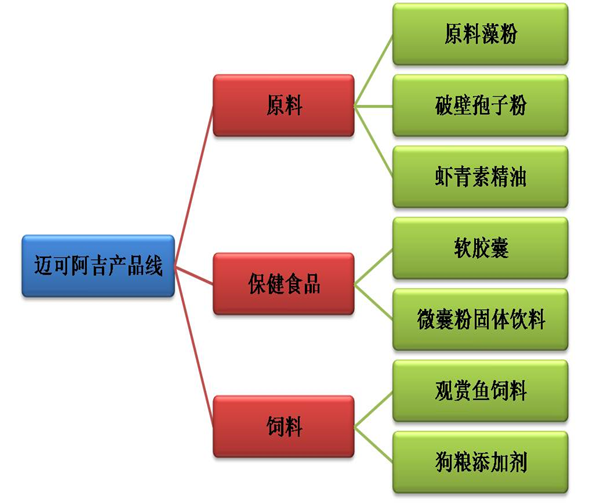 迈可阿吉产品线
原料
原料藻粉
破壁孢子粉
虾青素精油
保健食品
软胶囊
微囊粉固体饮料
饲料
观赏鱼饲料
狗粮添加剂